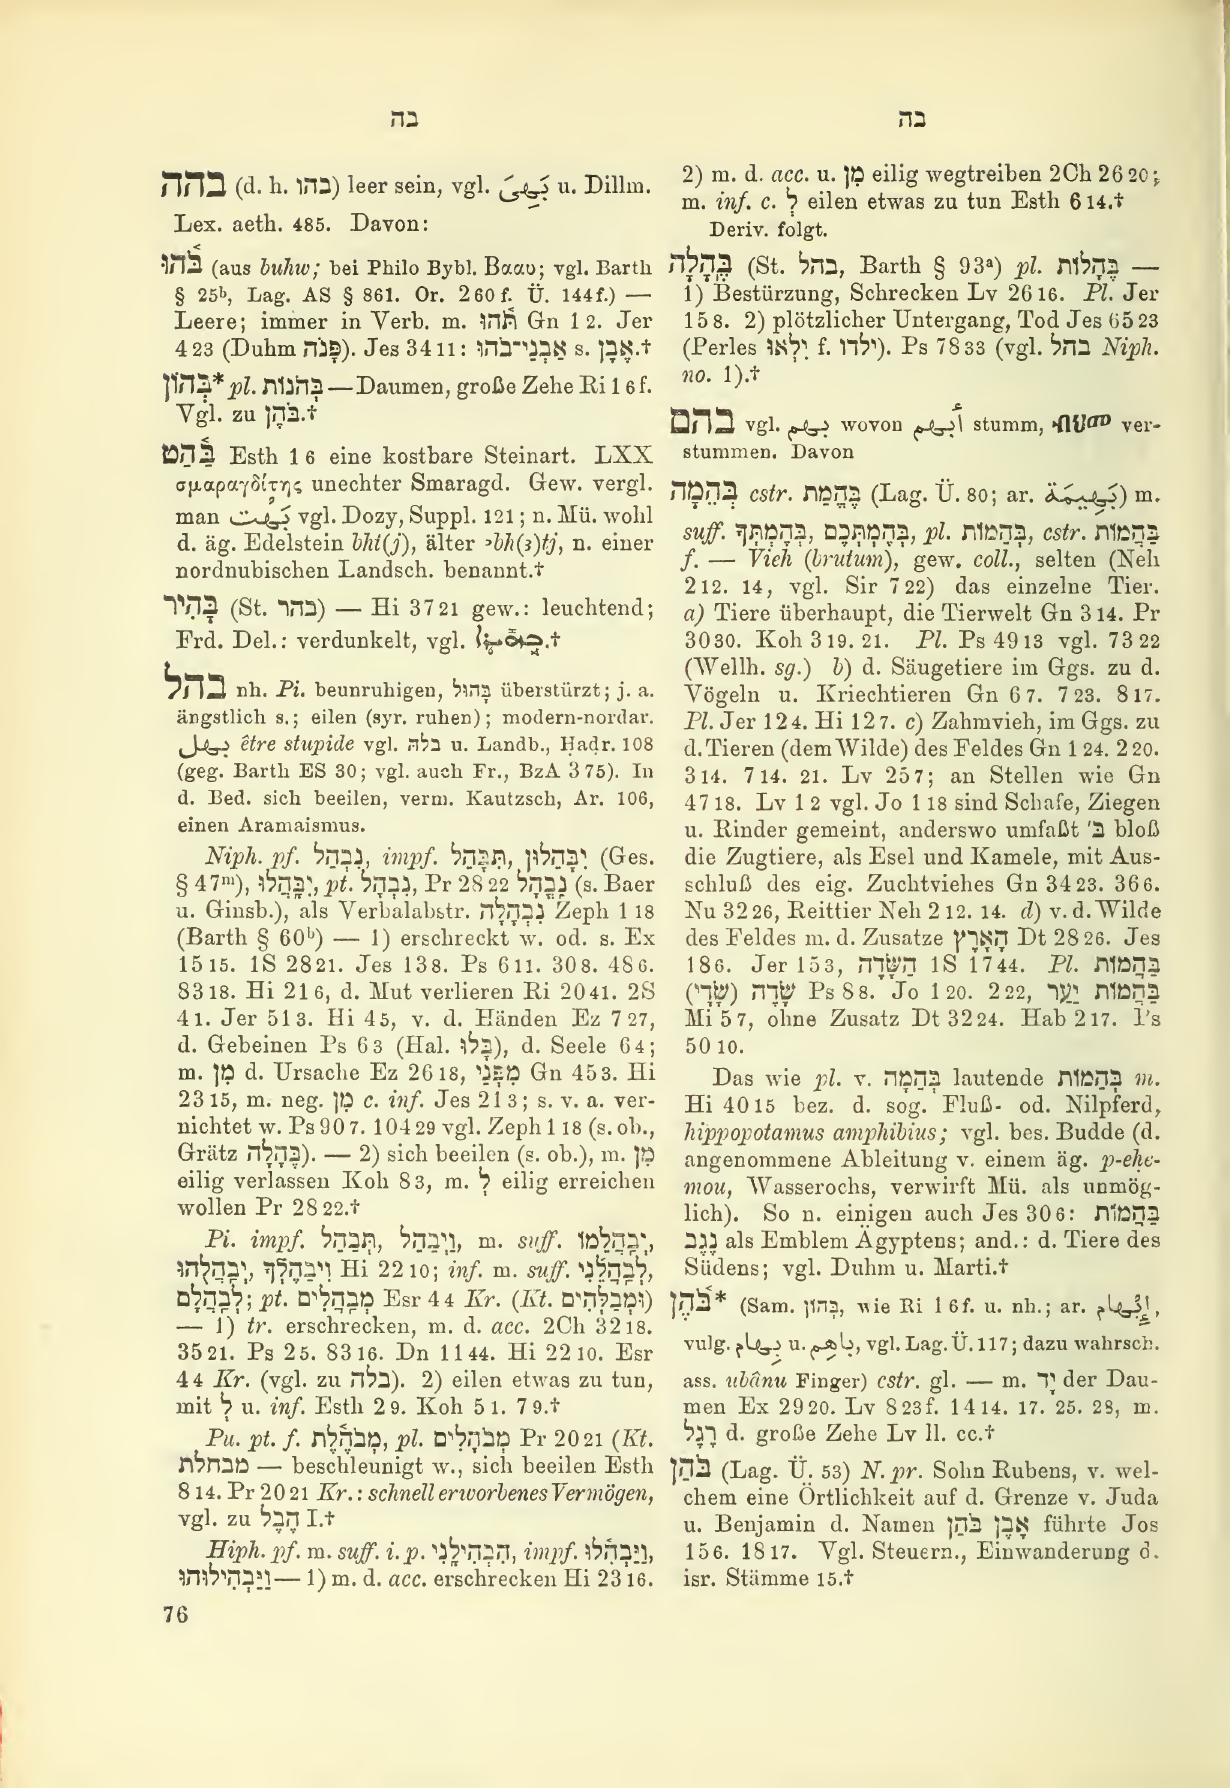 בה
בה
בהה (d. h. בהו) leer sein, vgl. بَهِيَ u. Dillm.
Lex. aeth. 485. Davon:
בֹּ֫הוּ (aus buhw; bei Philo Bybl. Βααυ; vgl. Barth
§ 25ᵇ, Lag. AS § 861. Or. 260 f. Ü. 144 f.) —
Leere; immer in Verb. m. תֹּ֫הוּ Gn 1 2. Jer
4 23 (Duhm פָּנֹה). Jes 34 11: אַבְנֵי־בֹהוּ s. אֶבֶן.†
בְּהוֹן* pl. בְּהֹנוֹת — Daumen, große Zehe Ri 1 6 f.
Vgl. zu בֹּהֶן.†
בַּ֫הַט Esth 1 6 eine kostbare Steinart. LXX
σμαραγδίτης unechter Smaragd. Gew. vergl.
man بَهْت vgl. Dozy, Suppl. 121; n. Mü. wohl
d. äg. Edelstein bht(j), älter ꜣbh(ꜣ)tj, n. einer
nordnubischen Landsch. benannt.†
בָּהִיר (St. בהר) — Hi 37 21 gew.: leuchtend;
Frd. Del.: verdunkelt, vgl. .†
בהל nh. Pi. beunruhigen, בָּהוּל überstürzt; j. a.
ängstlich s.; eilen (syr. ruhen); modern-nordar.
بهل être stupide vgl. בלה u. Landb., Ḥaḍr. 108
(geg. Barth ES 30; vgl. auch Fr., BzA 3 75). In
d. Bed. sich beeilen, verm. Kautzsch, Ar. 106,
einen Aramaismus.
Niph. pf. נִבְהַל, impf. תִּבָּהֵל, יִבָּהֵלוּן (Ges.
§ 47ᵐ), יִבָּֽהֲלוּ, pt. נִבְהָל, Pr 28 22 נִבֳהָל (s. Baer
u. Ginsb.), als Verbalabstr. נִבְהָלָה Zeph 1 18
(Barth § 60ᵇ) — 1) erschreckt w. od. s. Ex
15 15. 1S 28 21. Jes 13 8. Ps 6 11. 30 8. 48 6.
83 18. Hi 21 6, d. Mut verlieren Ri 20 41. 2S
4 1. Jer 51 3. Hi 4 5, v. d. Händen Ez 7 27,
d. Gebeinen Ps 6 3 (Hal. בָּלוּ), d. Seele 6 4;
m. מִן d. Ursache Ez 26 18, מִפְּנֵי Gn 45 3. Hi
23 15, m. neg. מִן c. inf. Jes 21 3; s. v. a. ver-
nichtet w. Ps 90 7. 104 29 vgl. Zeph 1 18 (s. ob.,
Grätz בֶּהָלָה). — 2) sich beeilen (s. ob.), m. מִן
eilig verlassen Koh 8 3, m. לְ eilig erreichen
wollen Pr 28 22.†
Pi. impf. תְּבַהֵל, וַיְבַהֵל, m. suff. יְבַהֲלֵמוֹ,
יְבַהֲלֻהוּ, וִיבַהֶלְךָ Hi 22 10; inf. m. suff. לְבַהֲלֵנִי,
לְבַהֲלָם; pt. מְבַהֲלִים Esr 4 4 Kr. (Kt. וּמְבַלְהִים)
— 1) tr. erschrecken, m. d. acc. 2Ch 32 18.
35 21. Ps 2 5. 83 16. Dn 11 44. Hi 22 10. Esr
4 4 Kr. (vgl. zu בלה). 2) eilen etwas zu tun,
mit לְ u. inf. Esth 2 9. Koh 5 1. 7 9.†
Pu. pt. f. מְבֹהֶ֫לֶת, pl. מְבֹהָלִים Pr 20 21 (Kt.
מבחלת — beschleunigt w., sich beeilen Esth
8 14. Pr 20 21 Kr.: schnell erworbenes Vermögen,
vgl. zu הֶבֶל I.†
Hiph. pf. m. suff. i. p. הִבְהִילָנִי, impf. וַיַּבְהִלוּ,
וַיַּבְהִילוּהוּ — 1) m. d. acc. erschrecken Hi 23 16.
76
2) m. d. acc. u. מִן eilig wegtreiben 2Ch 26 20;
m. inf. c. לְ eilen etwas zu tun Esth 6 14.†
Deriv. folgt.
בֶּהָלָה (St. בהל, Barth § 93ᵃ) pl. בֶּהָלוֹת —
1) Bestürzung, Schrecken Lv 26 16. Pl. Jer
15 8. 2) plötzlicher Untergang, Tod Jes 65 23
(Perles יִלְאוּ f. ילדו). Ps 78 33 (vgl. בהל Niph.
no. 1).†
בהם vgl. بهم wovon أَبْهَم stumm, ver-
stummen. Davon
בְּהֵמָה cstr. בֶּהֱמַת (Lag. Ü. 80; ar. بَهِيمَة) m.
suff. בְּהֶמְתְּךָ, בְּהֶמְתְּכֶם, pl. בְּהֵמוֹת, cstr. בַּהֲמוֹת
f. — Vieh (brutum), gew. coll., selten (Neh
2 12. 14, vgl. Sir 7 22) das einzelne Tier.
a) Tiere überhaupt, die Tierwelt Gn 3 14. Pr
30 30. Koh 3 19. 21. Pl. Ps 49 13 vgl. 73 22
(Wellh. sg.) b) d. Säugetiere im Ggs. zu d.
Vögeln u. Kriechtieren Gn 6 7. 7 23. 8 17.
Pl. Jer 12 4. Hi 12 7. c) Zahmvieh, im Ggs. zu
d. Tieren (dem Wilde) des Feldes Gn 1 24. 2 20.
3 14. 7 14. 21. Lv 25 7; an Stellen wie Gn
47 18. Lv 1 2 vgl. Jo 1 18 sind Schafe, Ziegen
u. Rinder gemeint, anderswo umfaßt ב' bloß
die Zugtiere, als Esel und Kamele, mit Aus-
schluß des eig. Zuchtviehes Gn 34 23. 36 6.
Nu 32 26, Reittier Neh 2 12. 14. d) v. d. Wilde
des Feldes m. d. Zusatze הָאָרֶץ Dt 28 26. Jes
18 6. Jer 15 3, הַשָּׂדֶה 1S 17 44. Pl. בַּהֲמוֹת
שָׂדֶה (שָׂדַי) Ps 8 8. Jo 1 20. 2 22, בַּהֲמוֹת יַעַר
Mi 5 7, ohne Zusatz Dt 32 24. Hab 2 17. Ps
50 10.
Das wie pl. v. בְּהֵמָה lautende בְּהֵמוֹת m.
Hi 40 15 bez. d. sog. Fluß- od. Nilpferd,
hippopotamus amphibius; vgl. bes. Budde (d.
angenommene Ableitung v. einem äg. p-ehe-
mou, Wasserochs, verwirft Mü. als unmög-
lich). So n. einigen auch Jes 30 6: בַּהֲמוֹת
נֶגֶב als Emblem Ägyptens; and.: d. Tiere des
Südens; vgl. Duhm u. Marti.†
בֹּ֫הֶן* (Sam. בהון, wie Ri 1 6 f. u. nh.; ar. إِبْهَام,
vulg. بهام u. باهم, vgl. Lag. Ü. 117; dazu wahrsch.
ass. ubânu Finger) cstr. gl. — m. יָד der Dau-
men Ex 29 20. Lv 8 23 f. 14 14. 17. 25. 28, m.
רֶגֶל d. große Zehe Lv ll. cc.†
בֹּהַן (Lag. Ü. 53) N. pr. Sohn Rubens, v. wel-
chem eine Örtlichkeit auf d. Grenze v. Juda
u. Benjamin d. Namen אֶבֶן בֹּהַן führte Jos
15 6. 18 17. Vgl. Steuern., Einwanderung d.
isr. Stämme 15.†